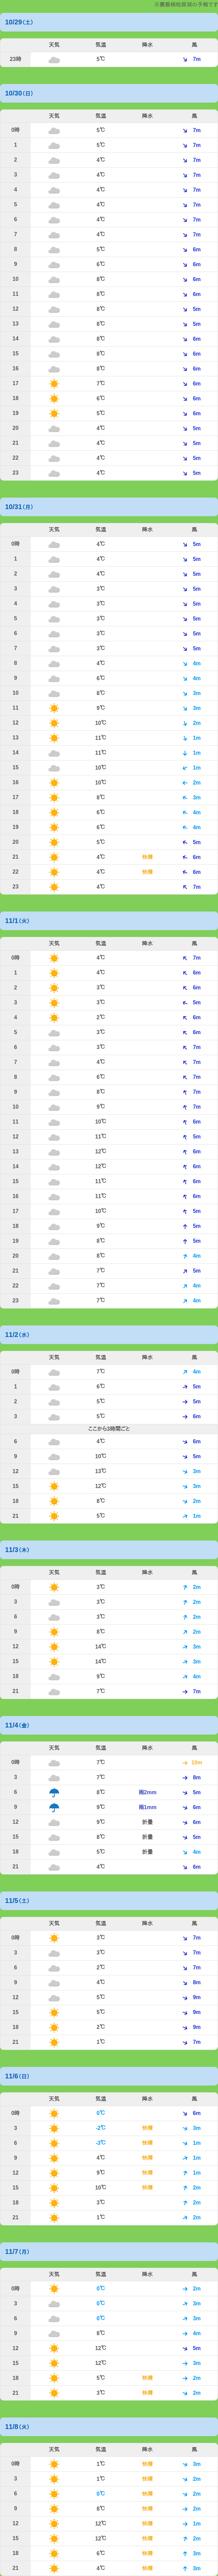 ※裏磐梯桧原湖の予報です
10/29（土）
天気 気温 降水 風
23時 5℃ 7m
10/30（日）
天気 気温 降水 風
0時 5℃ 7m
1 5℃ 7m
2 4℃ 7m
3 4℃ 7m
4 4℃ 7m
5 4℃ 7m
6 4℃ 7m
7 4℃ 7m
8 5℃ 6m
9 6℃ 6m
10 8℃ 6m
11 8℃ 6m
12 8℃ 5m
13 8℃ 5m
14 8℃ 6m
15 8℃ 6m
16 8℃ 6m
17 7℃ 6m
18 6℃ 6m
19 5℃ 6m
20 4℃ 5m
21 4℃ 5m
22 4℃ 5m
23 4℃ 5m
10/31（月）
天気 気温 降水 風
0時 4℃ 5m
1 4℃ 5m
2 4℃ 5m
3 3℃ 5m
4 3℃ 5m
5 3℃ 5m
6 3℃ 5m
7 3℃ 5m
8 4℃ 4m
9 6℃ 4m
10 8℃ 3m
11 9℃ 3m
12 10℃ 2m
13 11℃ 1m
14 11℃ 1m
15 10℃ 1m
16 10℃ 2m
17 8℃ 3m
18 6℃ 4m
19 6℃ 4m
20 5℃ 5m
21 4℃ 快晴 6m
22 4℃ 快晴 6m
23 4℃ 7m
11/1（火）
天気 気温 降水 風
0時 4℃ 7m
1 4℃ 6m
2 3℃ 6m
3 3℃ 5m
4 2℃ 6m
5 3℃ 6m
6 3℃ 7m
7 4℃ 7m
8 6℃ 7m
9 8℃ 7m
10 9℃ 7m
11 10℃ 6m
12 11℃ 5m
13 12℃ 6m
14 12℃ 6m
15 11℃ 6m
16 11℃ 6m
17 10℃ 5m
18 9℃ 5m
19 8℃ 5m
20 8℃ 4m
21 7℃ 5m
22 7℃ 4m
23 7℃ 4m
11/2（水）
天気 気温 降水 風
0時 7℃ 4m
1 6℃ 5m
2 5℃ 5m
3 5℃ 6m
ここから3時間ごと
6 4℃ 6m
9 10℃ 5m
12 13℃ 3m
15 12℃ 3m
18 8℃ 2m
21 5℃ 1m
11/3（木）
天気 気温 降水 風
0時 3℃ 2m
3 3℃ 2m
6 3℃ 2m
9 8℃ 2m
12 14℃ 3m
15 14℃ 3m
18 9℃ 4m
21 7℃ 7m
11/4（金）
天気 気温 降水 風
0時 7℃ 10m
3 7℃ 8m
6 8℃ 雨2mm 5m
9 9℃ 雨1mm 6m
12 9℃ 折畳 6m
15 8℃ 折畳 5m
18 5℃ 折畳 4m
21 4℃ 6m
11/5（土）
天気 気温 降水 風
0時 3℃ 7m
3 3℃ 7m
6 2℃ 7m
9 4℃ 8m
12 5℃ 9m
15 5℃ 9m
18 2℃ 9m
21 1℃ 7m
11/6（日）
天気 気温 降水 風
0時 0℃ 6m
3 -2℃ 快晴 3m
6 -3℃ 快晴 1m
9 4℃ 快晴 1m
12 9℃ 快晴 1m
15 10℃ 快晴 2m
18 3℃ 2m
21 1℃ 2m
11/7（月）
天気 気温 降水 風
0時 0℃ 2m
3 0℃ 3m
6 0℃ 3m
9 8℃ 4m
12 12℃ 5m
15 12℃ 3m
18 5℃ 快晴 2m
21 3℃ 快晴 2m
11/8（火）
天気 気温 降水 風
0時 1℃ 快晴 3m
3 1℃ 快晴 2m
6 0℃ 快晴 2m
9 8℃ 快晴 2m
12 12℃ 快晴 1m
15 12℃ 快晴 2m
18 6℃ 快晴 3m
21 4℃ 快晴 3m